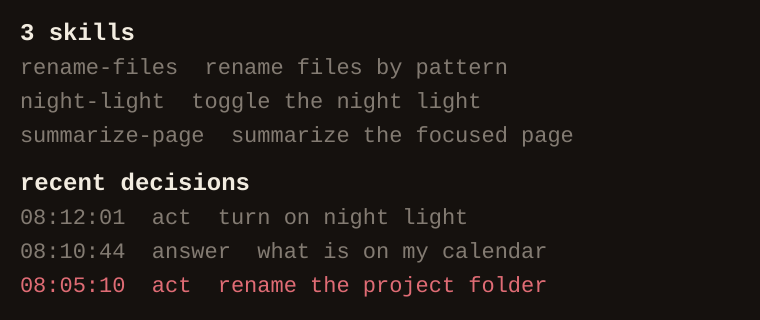 3 skills
rename-files  rename files by pattern
night-light  toggle the night light
summarize-page  summarize the focused page
recent decisions
08:12:01  act  turn on night light
08:10:44  answer  what is on my calendar
08:05:10  act  rename the project folder